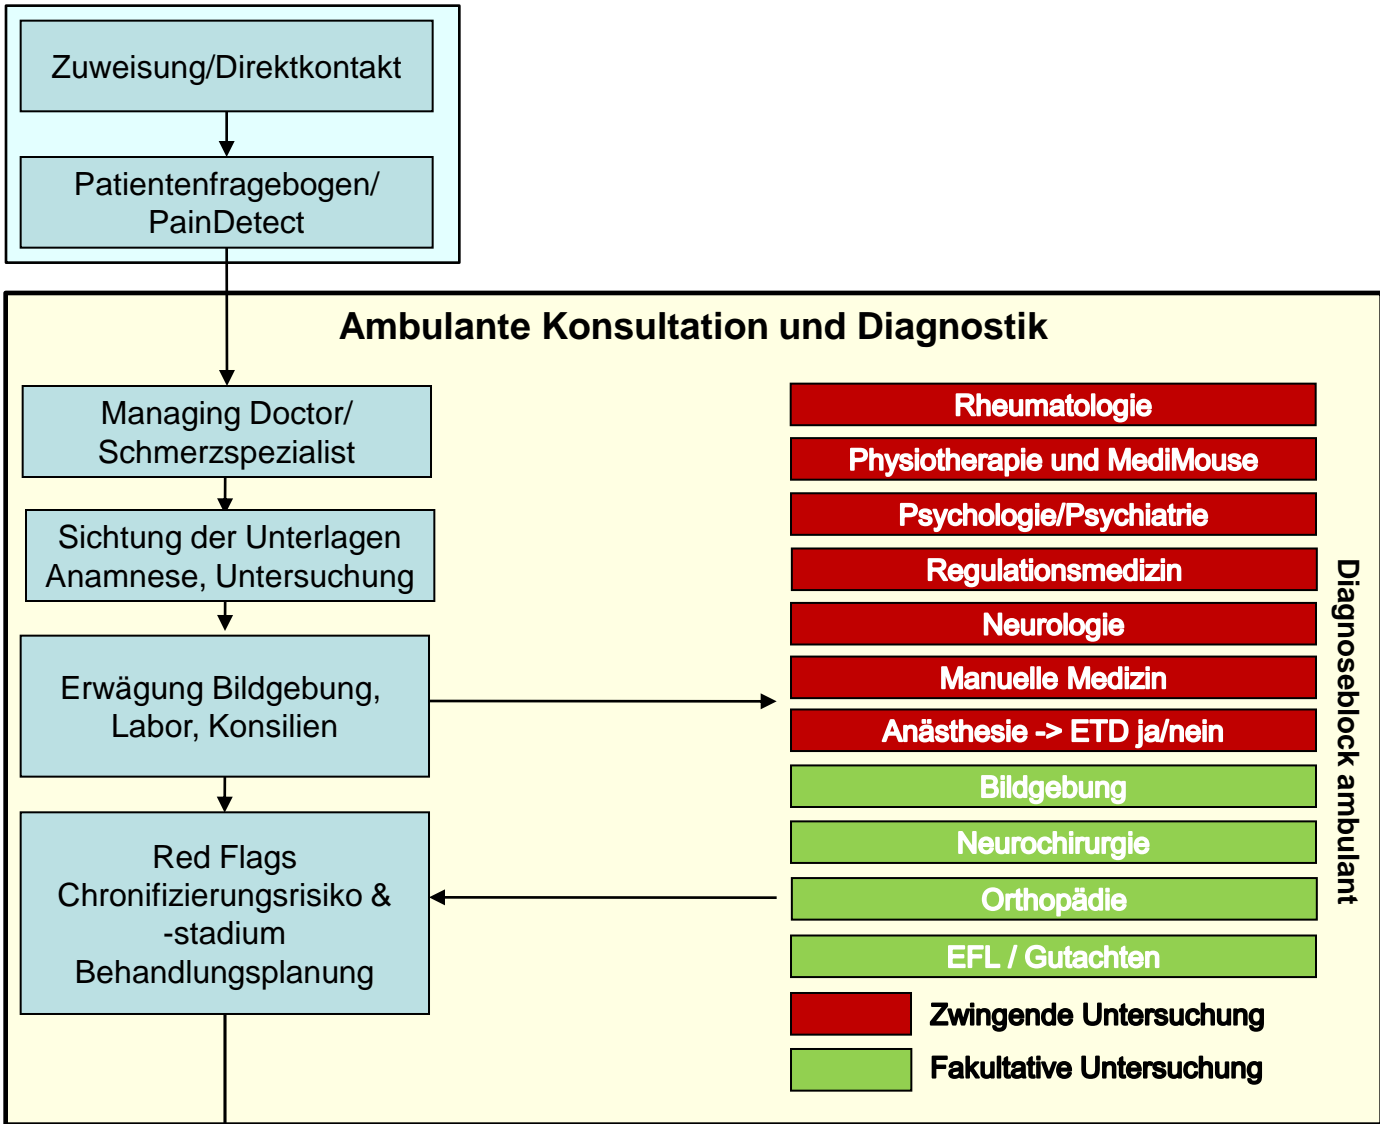 Zuweisung/Direktkontakt
Patientenfragebogen/
PainDetect
Ambulante Konsultation und Diagnostik
Managing Doctor/
Schmerzspezialist
Sichtung der Unterlagen
Anamnese, Untersuchung
Erwägung Bildgebung,
Labor, Konsilien
Red Flags
Chronifizierungsrisiko &
-stadium
Behandlungsplanung
Rheumatologie
Physiotherapie und MediMouse
Psychologie/Psychiatrie
Regulationsmedizin
Neurologie
Manuelle Medizin
Anästhesie -> ETD ja/nein
Bildgebung
Neurochirurgie
Orthopädie
EFL / Gutachten
Zwingende Untersuchung
Fakultative Untersuchung
Diagnoseblock ambulant